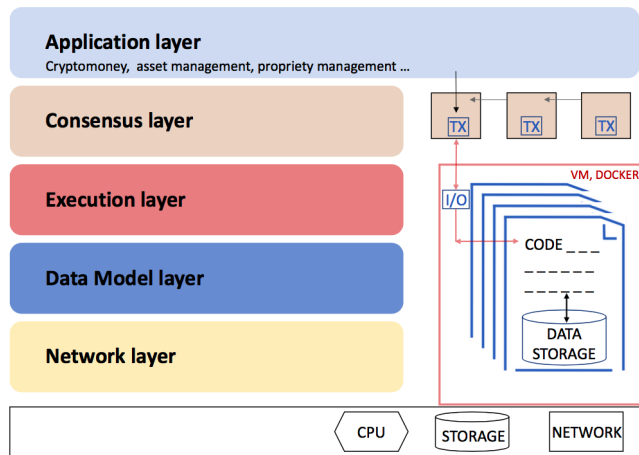 Application layer
Cryptomoney, asset management, propriety management ...
Consensus layer
TX
TX
TX
Execution layer
VM, DOCKER
I/O
CODE _ _ _
_ _ _ _ _ _
_ _ _ _ _ _
Data Model layer
DATA
STORAGE
Network layer
CPU
STORAGE
NETWORK